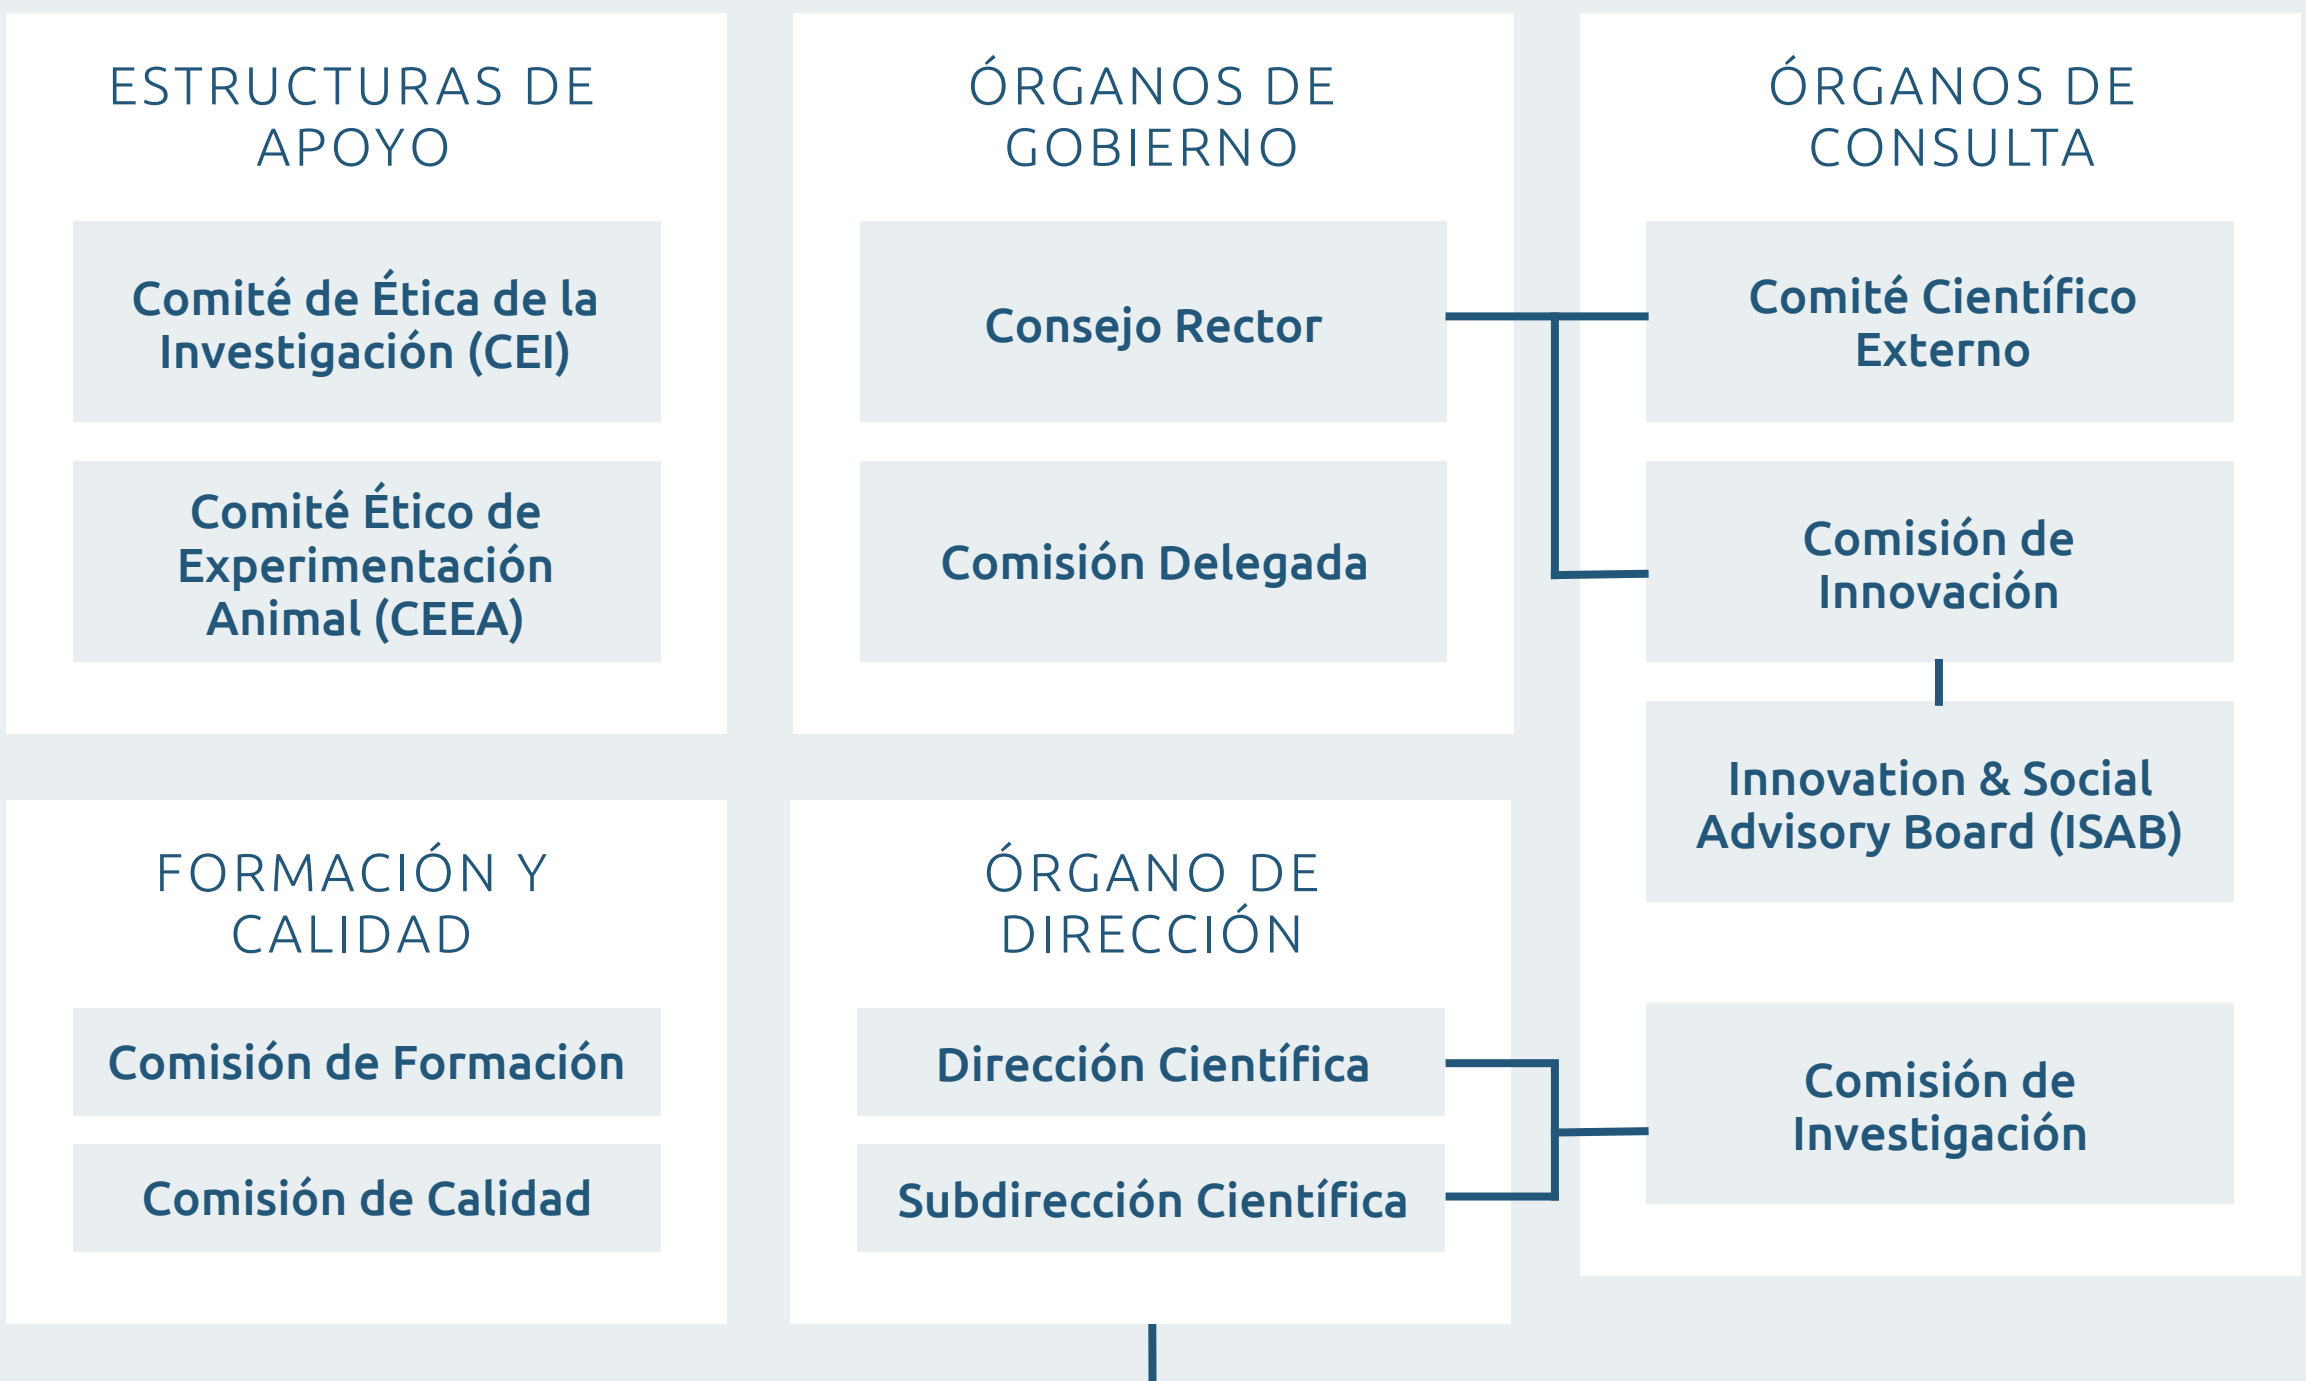 ESTRUCTURAS DE
APOYO
Comité de Ética de la
Investigación (CEI)
Comité Ético de
Experimentación
Animal (CEEA)
ÓRGANOS DE
GOBIERNO
Consejo Rector
Comisión Delegada
ÓRGANOS DE
CONSULTA
Comité Científico
Externo
Comisión de
Innovación
Innovation & Social
Advisory Board (ISAB)
Comisión de
Investigación
FORMACIÓN Y
CALIDAD
Comisión de Formación
Comisión de Calidad
ÓRGANO DE
DIRECCIÓN
Dirección Científica
Subdirección Científica